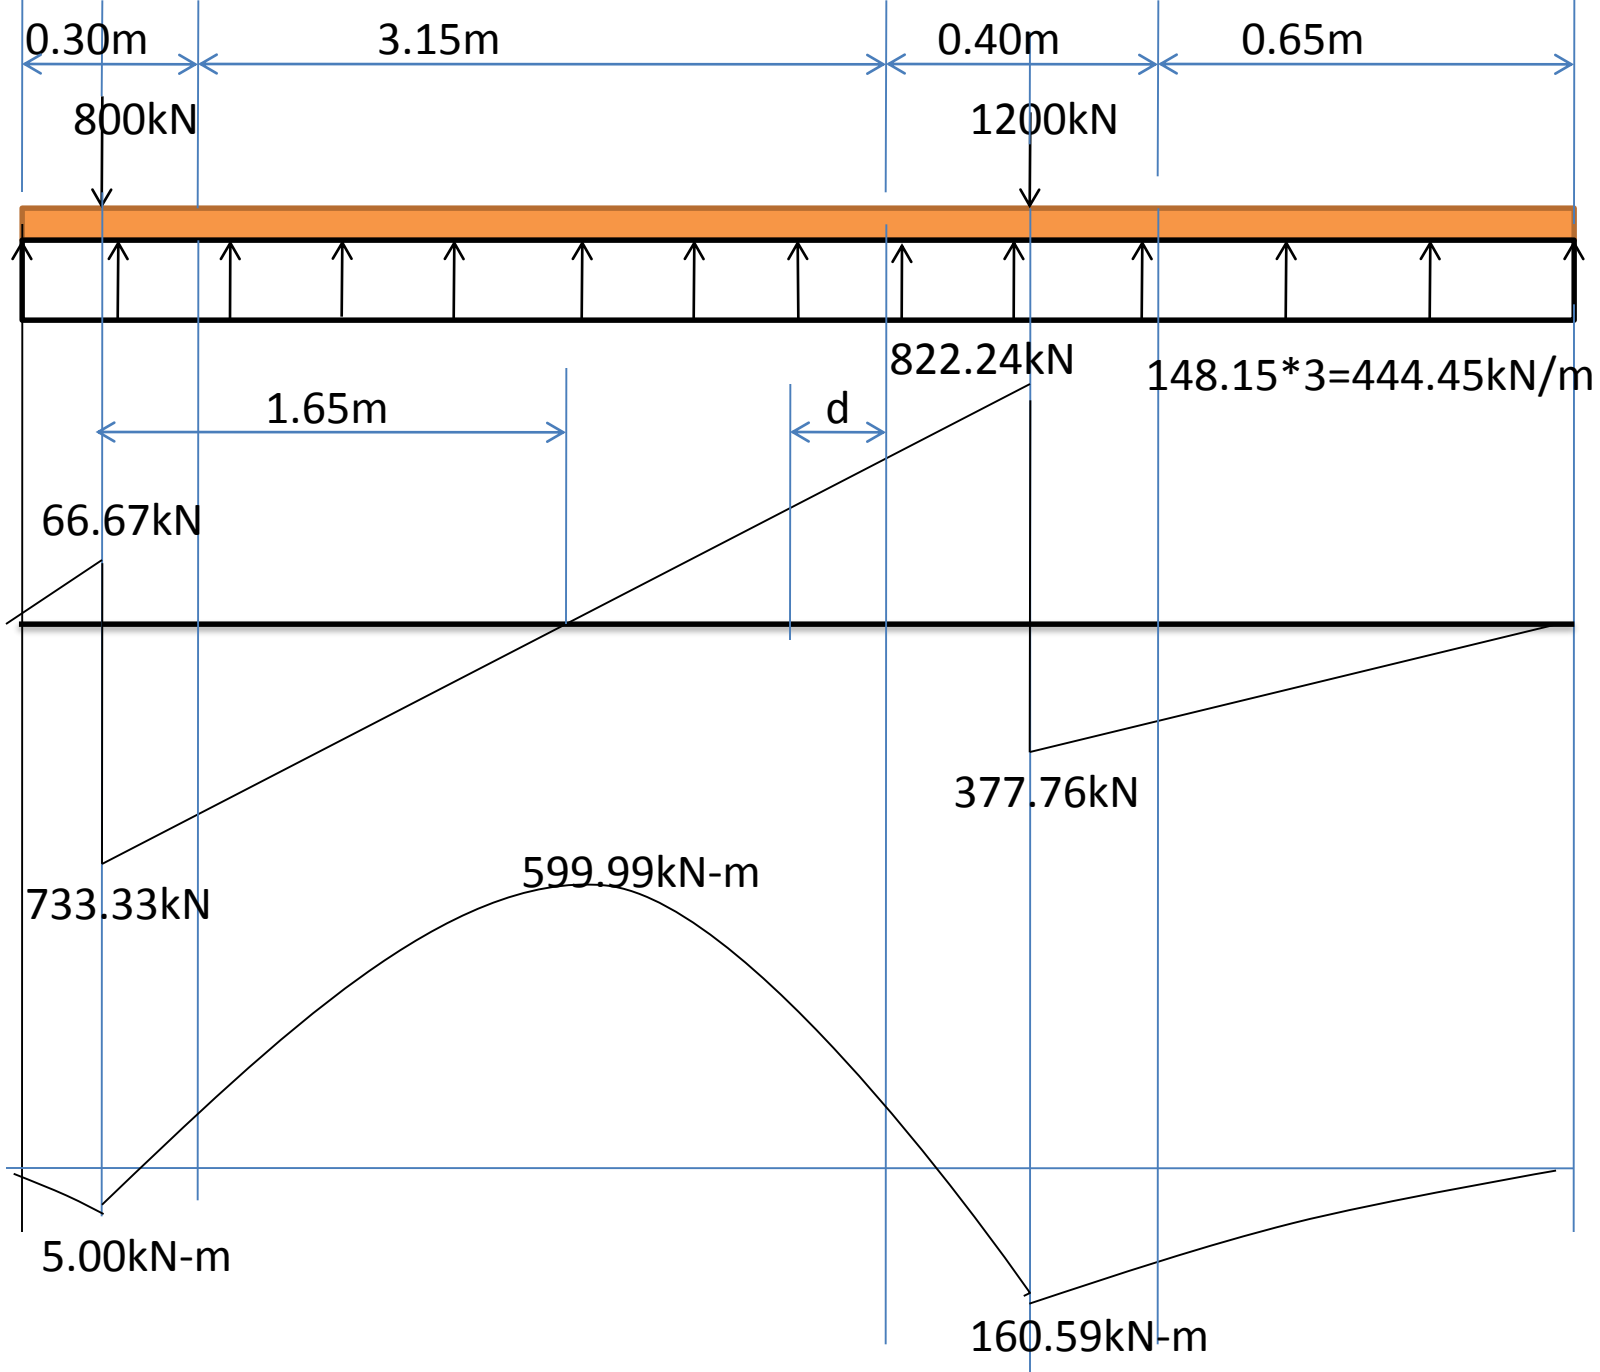 0.30m 3.15m 0.40m 0.65m
800kN 1200kN
822.24kN
148.15*3=444.45kN/m
1.65m d
66.67kN
377.76kN
599.99kN-m
733.33kN
5.00kN-m
160.59kN-m